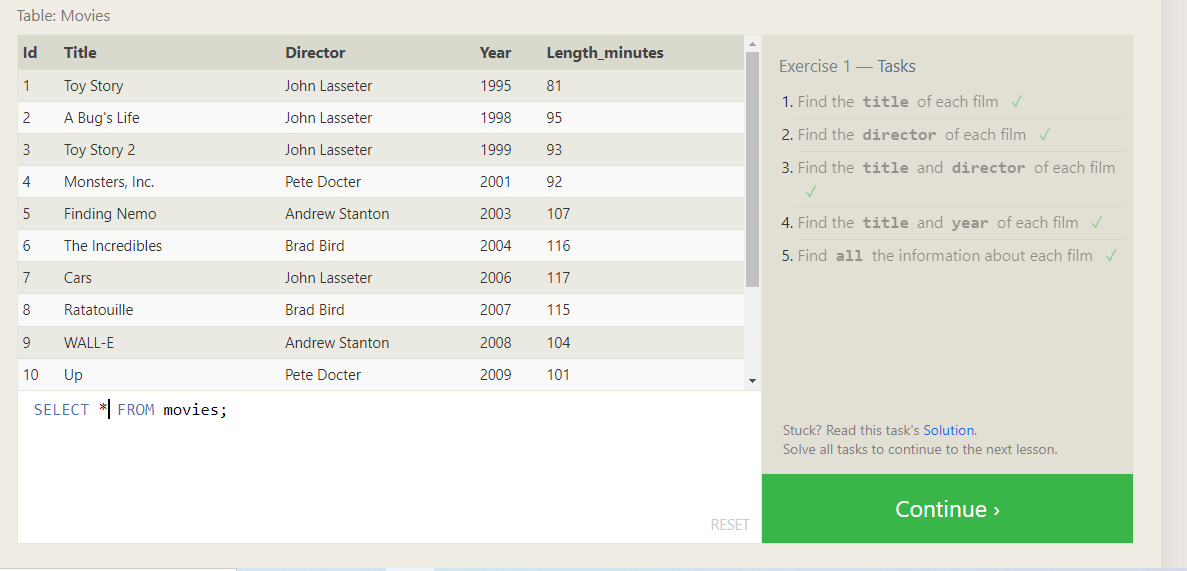 Table: Movies
Id Title Director Year Length_minutes
1 Toy Story John Lasseter 1995 81
2 A Bug's Life John Lasseter 1998 95
3 Toy Story 2 John Lasseter 1999 93
4 Monsters, Inc. Pete Docter 2001 92
5 Finding Nemo Andrew Stanton 2003 107
6 The Incredibles Brad Bird 2004 116
7 Cars John Lasseter 2006 117
8 Ratatouille Brad Bird 2007 115
9 WALL-E Andrew Stanton 2008 104
10 Up Pete Docter 2009 101
SELECT * FROM movies;
RESET
Exercise 1 — Tasks
1. Find the title of each film ✓
2. Find the director of each film ✓
3. Find the title and director of each film
✓
4. Find the title and year of each film ✓
5. Find all the information about each film ✓
Stuck? Read this task's Solution.
Solve all tasks to continue to the next lesson.
Continue ›